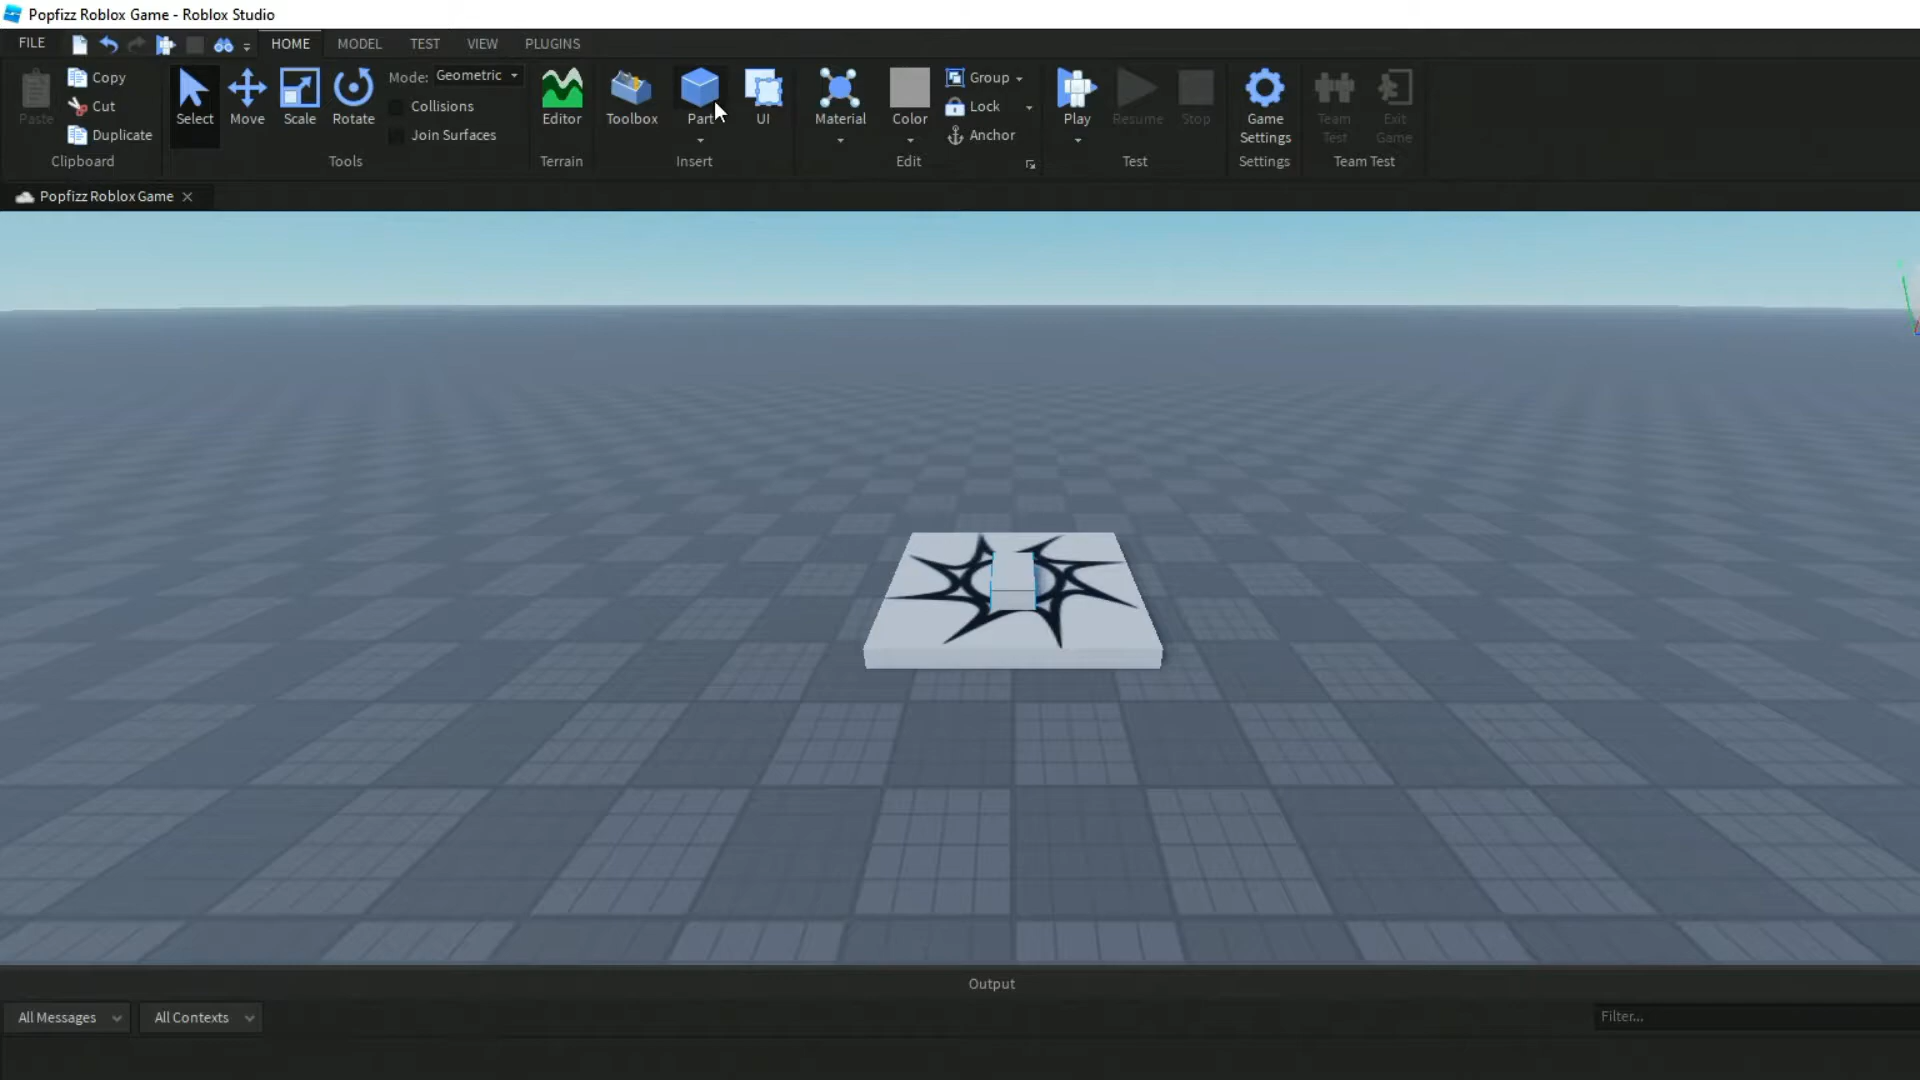 Popfizz Roblox Game - Roblox Studio
FILE HOME MODEL TEST VIEW PLUGINS
Paste
Copy
Cut
Duplicate
Clipboard
Select Move Scale Rotate
Mode: Geometric
Collisions
Join Surfaces
Tools
Editor
Terrain
Toolbox Part UI
Insert
Material Color
Group
Lock
Anchor
Edit
Play Resume Stop
Test
Game
Settings
Settings
Team
Test
Exit
Game
Team Test
Popfizz Roblox Game
Output
All Messages All Contexts Filter...